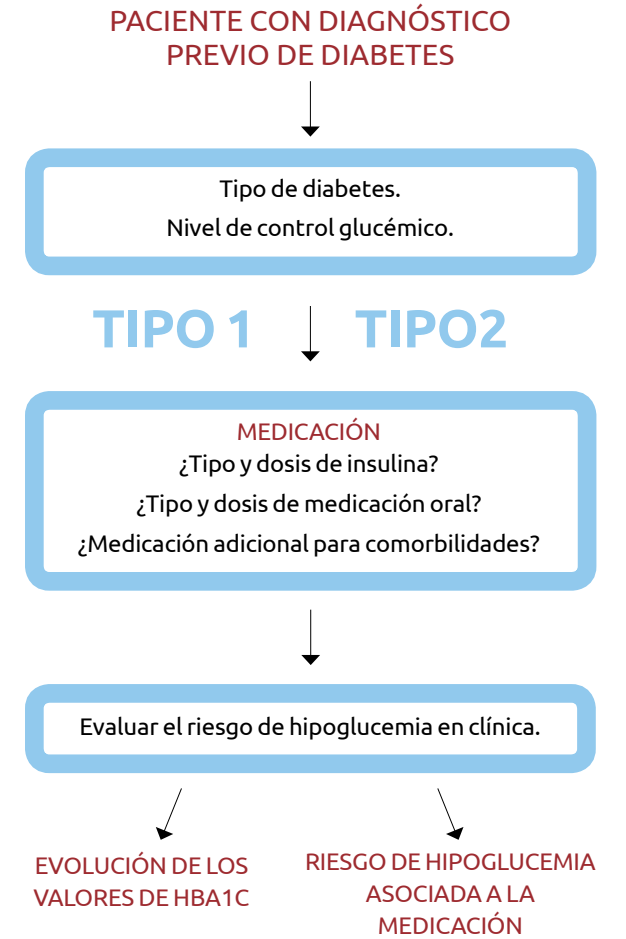 PACIENTE CON DIAGNÓSTICO
PREVIO DE DIABETES
Tipo de diabetes.
Nivel de control glucémico.
TIPO 1
TIPO2
MEDICACIÓN
¿Tipo y dosis de insulina?
¿Tipo y dosis de medicación oral?
¿Medicación adicional para comorbilidades?
Evaluar el riesgo de hipoglucemia en clínica.
EVOLUCIÓN DE LOS
VALORES DE HBA1C
RIESGO DE HIPOGLUCEMIA
ASOCIADA A LA
MEDICACIÓN